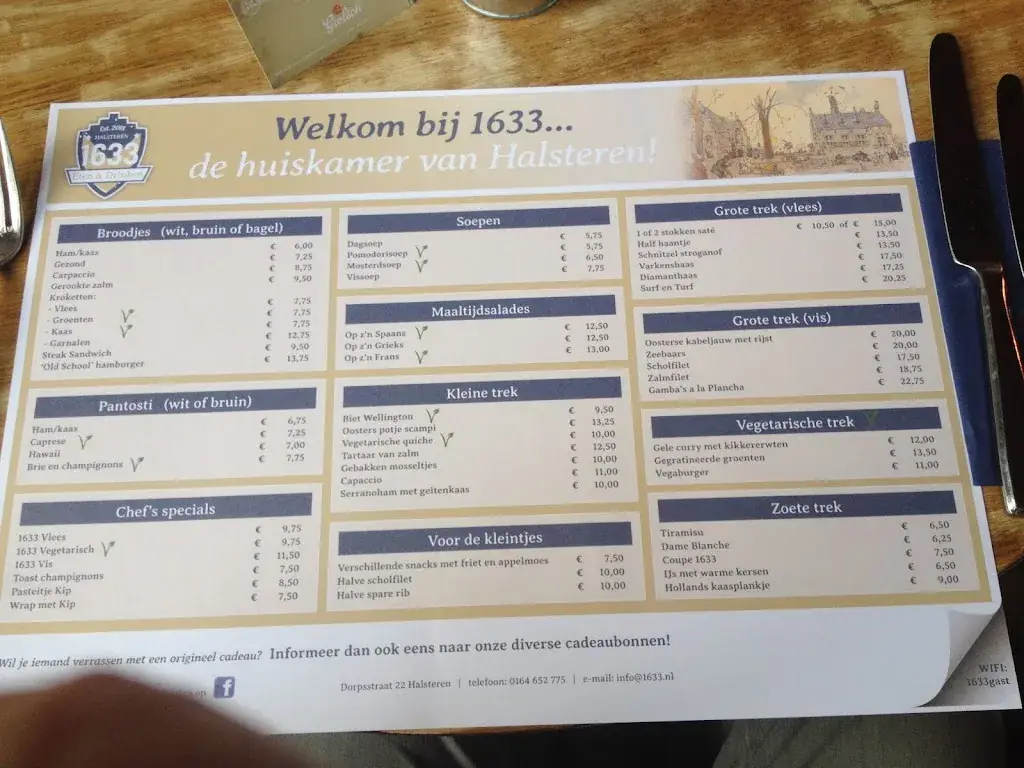 Grolsch
Est. 2009
HALSTEREN
1633
Eten & Drinken
Welkom bij 1633...
de huiskamer van Halsteren!
Broodjes (wit, bruin of bagel)
Ham/kaas € 6,00
Gezond € 7,25
Carpaccio € 8,75
Gerookte zalm € 9,50
Kroketten:
- Vlees € 7,75
- Groenten € 7,75
- Kaas € 7,75
- Garnalen € 12,75
Steak Sandwich € 9,50
'Old School' hamburger € 13,75
Pantosti (wit of bruin)
Ham/kaas € 6,75
Caprese € 7,25
Hawaii € 7,00
Brie en champignons € 7,75
Chef's specials
1633 Vlees € 9,75
1633 Vegetarisch € 9,75
1633 Vis € 11,50
Toast champignons € 7,50
Pasteitje Kip € 8,50
Wrap met Kip € 7,50
Soepen
Dagsoep € 5,75
Pomodorisoep € 5,75
Mosterdsoep € 6,50
Vissoep € 7,75
Maaltijdsalades
Op z'n Spaans € 12,50
Op z'n Grieks € 12,50
Op z'n Frans € 13,00
Kleine trek
Biet Wellington € 9,50
Oosters potje scampi € 13,25
Vegetarische quiche € 10,00
Tartaar van zalm € 12,50
Gebakken mosseltjes € 10,00
Capaccio € 11,00
Serranoham met geitenkaas € 10,00
Voor de kleintjes
Verschillende snacks met friet en appelmoes € 7,50
Halve scholfilet € 10,00
Halve spare rib € 10,00
Grote trek (vlees)
1 of 2 stokken saté € 10,50 of € 15,00
Half haantje € 13,50
Schnitzel stroganof € 13,50
Varkenshaas € 17,50
Diamanthaas € 17,25
Surf en Turf € 20,25
Grote trek (vis)
Oosterse kabeljauw met rijst € 20,00
Zeebaars € 20,00
Scholfilet € 17,50
Zalmfilet € 18,75
Gamba's a la Plancha € 22,75
Vegetarische trek
Gele curry met kikkererwten € 12,00
Gegratineerde groenten € 13,50
Vegaburger € 11,00
Zoete trek
Tiramisu € 6,50
Dame Blanche € 6,25
Coupe 1633 € 7,50
IJs met warme kersen € 6,50
Hollands kaasplankje € 9,00
Wil je iemand verrassen met een origineel cadeau? Informeer dan ook eens naar onze diverse cadeaubonnen!
op f
Dorpsstraat 22 Halsteren | telefoon: 0164 652 775 | e-mail: info@1633.nl
WIFI:
1633gast